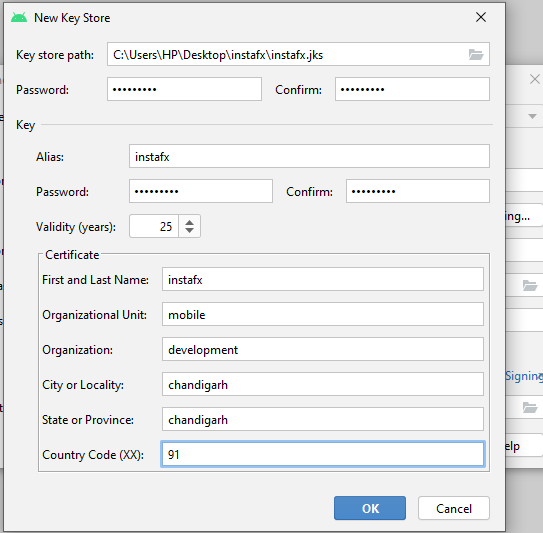 New Key Store
Key store path: C:\Users\HP\Desktop\instafx\instafx.jks
Password: ••••••••• Confirm: •••••••••
Key
Alias: instafx
Password: ••••••••• Confirm: •••••••••
Validity (years): 25
ing...
Certificate
First and Last Name: instafx
Organizational Unit: mobile
Organization: development
City or Locality: chandigarh
Signing
State or Province: chandigarh
Country Code (XX): 91
elp
OK Cancel